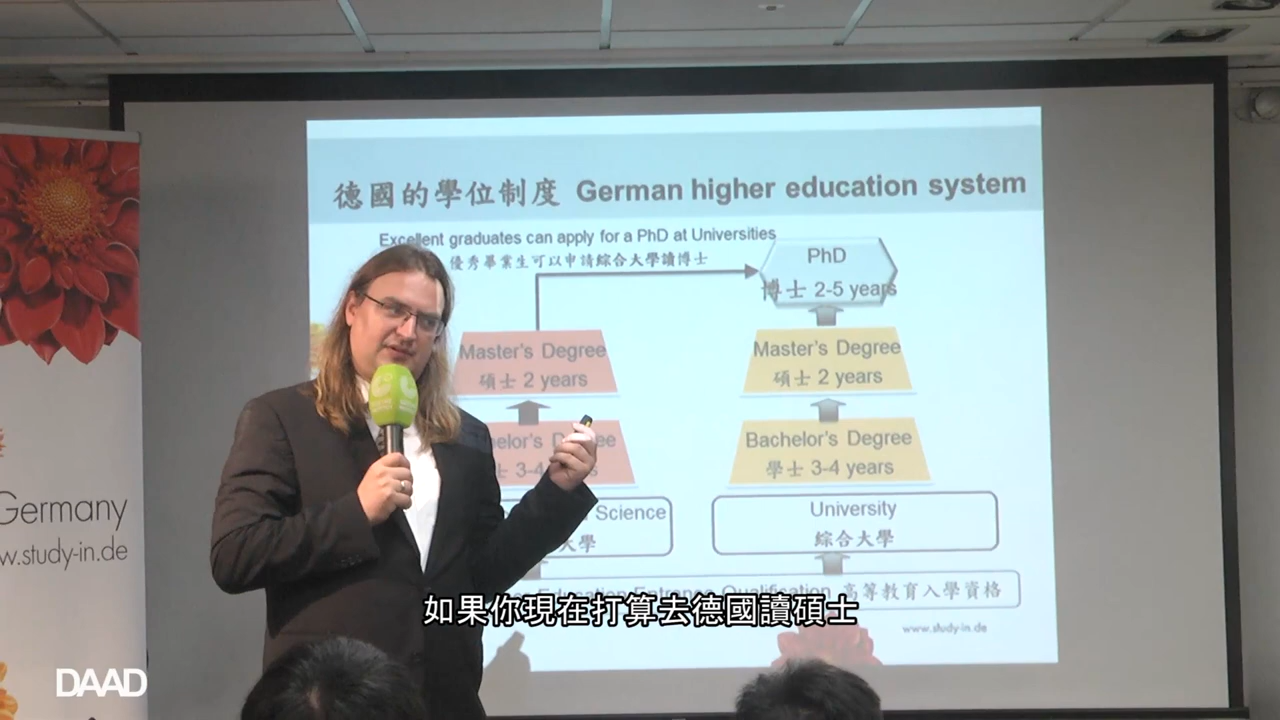 德國的學位制度 German higher education system
Excellent graduates can apply for a PhD at Universities
優秀畢業生可以申請綜合大學讀博士
PhD
博士 2-5 years
Master's Degree
碩士 2 years
Master's Degree
碩士 2 years
Bachelor's Degree
學士 3-4 years
3-4
Science
大學
University
綜合大學
Education Entrance Qualification 高等教育入學資格
www.study-in.de
Germany
w.study-in.de
如果你現在打算去德國讀碩士
DAAD